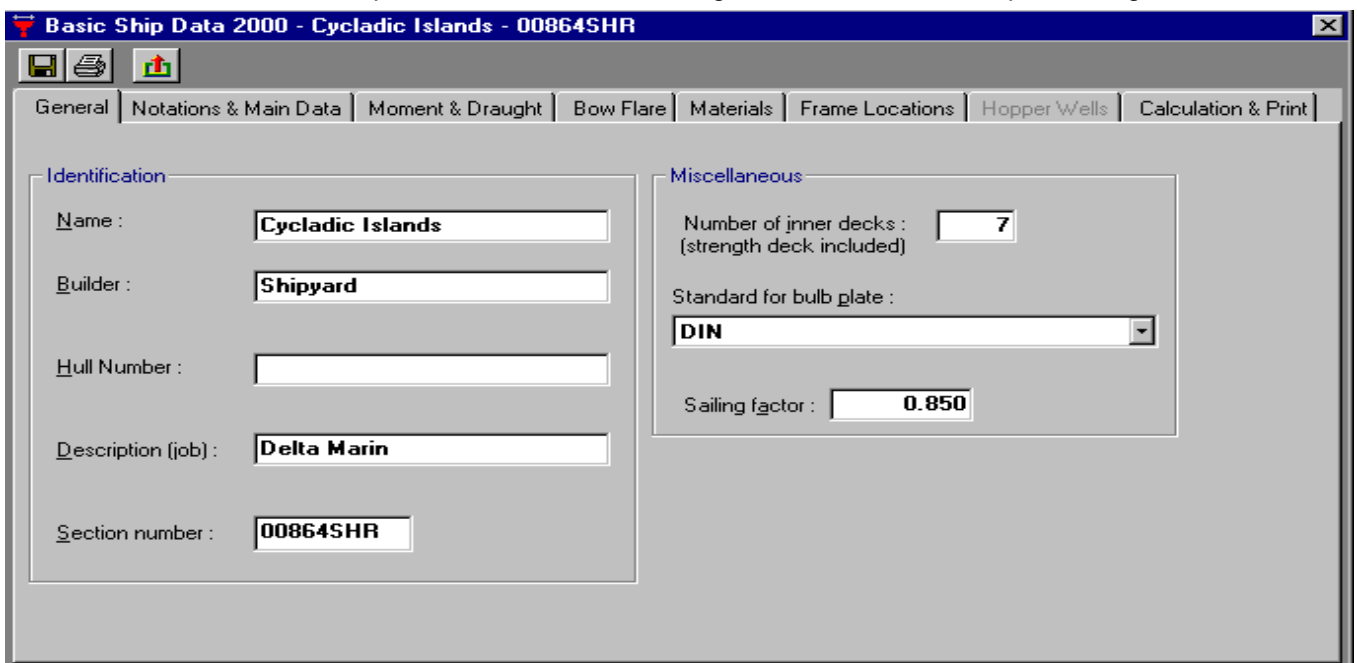 Basic Ship Data 2000 - Cycladic Islands - 00864SHR
General Notations & Main Data Moment & Draught Bow Flare Materials Frame Locations Hopper Wells Calculation & Print
Identification
Name : Cycladic Islands
Builder : Shipyard
Hull Number :
Description (job) : Delta Marin
Section number : 00864SHR
Miscellaneous
Number of inner decks : 7
(strength deck included)
Standard for bulb plate :
DIN
Sailing factor : 0.850